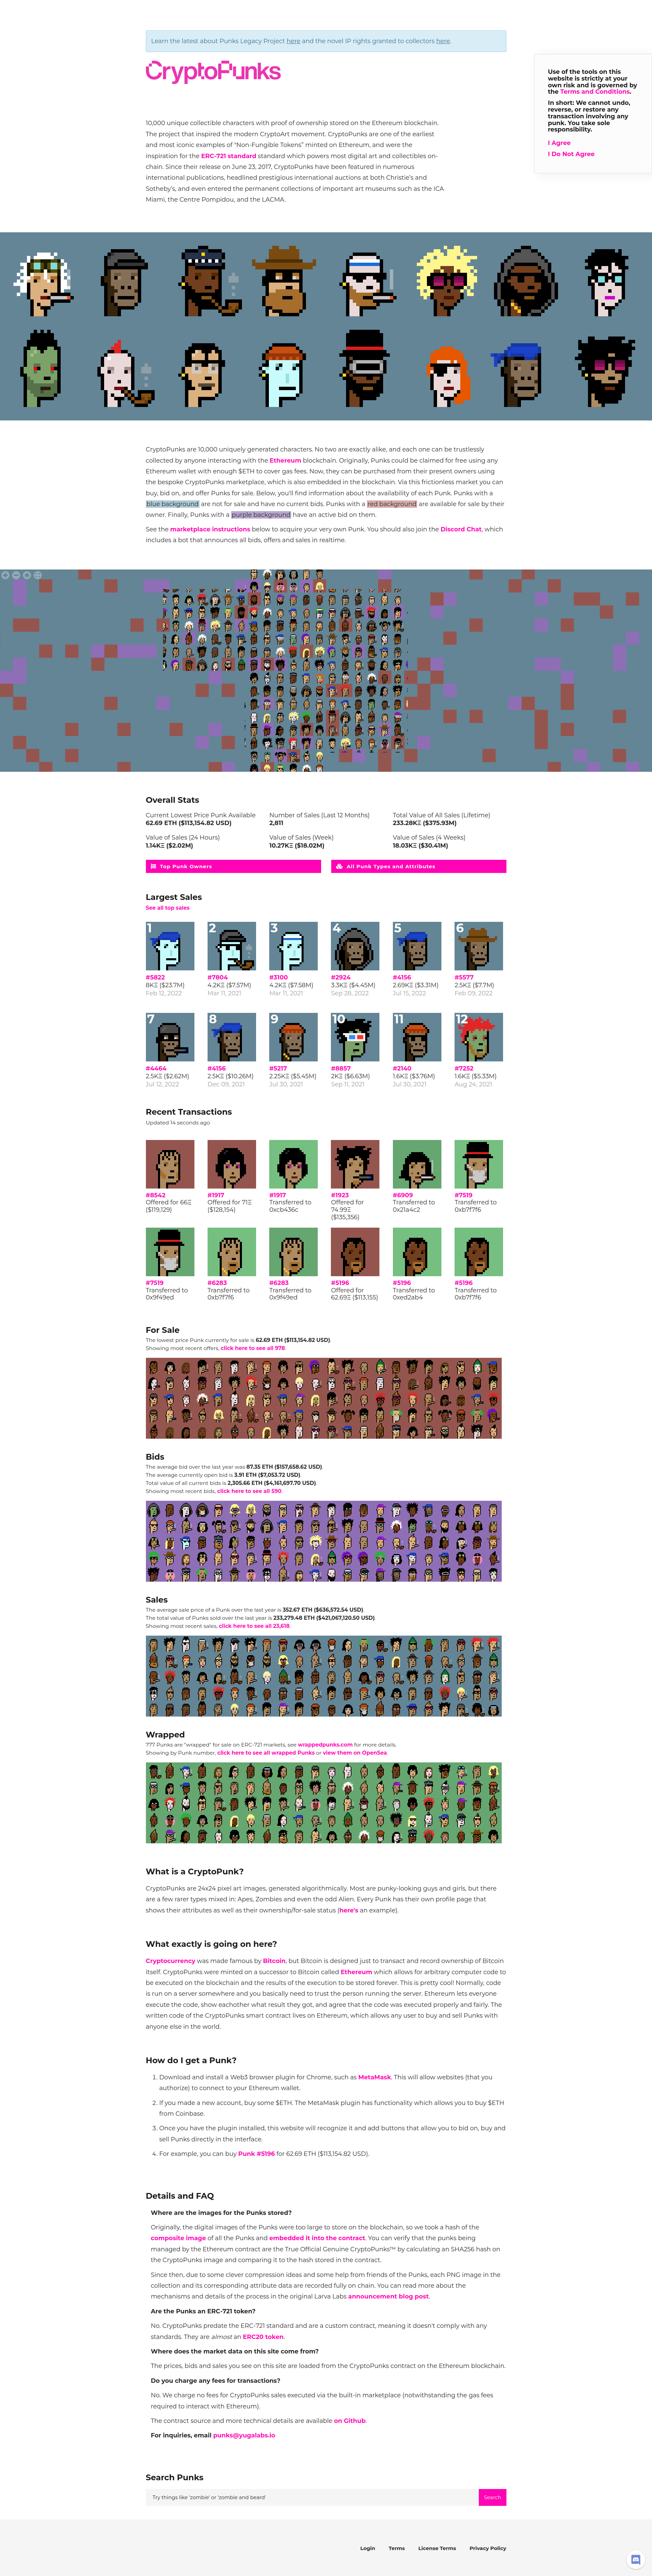 Learn the latest about Punks Legacy Project here and the novel IP rights granted to collectors here.
CryptoPunks
Use of the tools on this
website is strictly at your
own risk and is governed by
the Terms and Conditions.
In short: We cannot undo,
reverse, or restore any
transaction involving any
punk. You take sole
responsibility.
I Agree
I Do Not Agree
10,000 unique collectible characters with proof of ownership stored on the Ethereum blockchain.
The project that inspired the modern CryptoArt movement. CryptoPunks are one of the earliest
and most iconic examples of "Non-Fungible Tokens" minted on Ethereum, and were the
inspiration for the ERC-721 standard standard which powers most digital art and collectibles on-
chain. Since their release on June 23, 2017, CryptoPunks have been featured in numerous
international publications, headlined prestigious international auctions at both Christie's and
Sotheby's, and even entered the permanent collections of important art museums such as the ICA
Miami, the Centre Pompidou, and the LACMA.
CryptoPunks are 10,000 uniquely generated characters. No two are exactly alike, and each one can be trustlessly
collected by anyone interacting with the Ethereum blockchain. Originally, Punks could be claimed for free using any
Ethereum wallet with enough $ETH to cover gas fees. Now, they can be purchased from their present owners using
the bespoke CryptoPunks marketplace, which is also embedded in the blockchain. Via this frictionless market you can
buy, bid on, and offer Punks for sale. Below, you'll find information about the availability of each Punk. Punks with a
blue background are not for sale and have no current bids. Punks with a red background are available for sale by their
owner. Finally, Punks with a purple background have an active bid on them.
See the marketplace instructions below to acquire your very own Punk. You should also join the Discord Chat, which
includes a bot that announces all bids, offers and sales in realtime.
Overall Stats
Current Lowest Price Punk Available
62.69 ETH ($113,154.82 USD)
Number of Sales (Last 12 Months)
2,811
Total Value of All Sales (Lifetime)
233.28KΞ ($375.93M)
Value of Sales (24 Hours)
1.14KΞ ($2.02M)
Value of Sales (Week)
10.27KΞ ($18.02M)
Value of Sales (4 Weeks)
18.03KΞ ($30.41M)
Top Punk Owners
All Punk Types and Attributes
Largest Sales
See all top sales
1
2
3
4
5
6
#5822
8KΞ ($23.7M)
Feb 12, 2022
#7804
4.2KΞ ($7.57M)
Mar 11, 2021
#3100
4.2KΞ ($7.58M)
Mar 11, 2021
#2924
3.3KΞ ($4.45M)
Sep 28, 2022
#4156
2.69KΞ ($3.31M)
Jul 15, 2022
#5577
2.5KΞ ($7.7M)
Feb 09, 2022
7
8
9
10
11
12
#4464
2.5KΞ ($2.62M)
Jul 12, 2022
#4156
2.5KΞ ($10.26M)
Dec 09, 2021
#5217
2.25KΞ ($5.45M)
Jul 30, 2021
#8857
2KΞ ($6.63M)
Sep 11, 2021
#2140
1.6KΞ ($3.76M)
Jul 30, 2021
#7252
1.6KΞ ($5.33M)
Aug 24, 2021
Recent Transactions
Updated 14 seconds ago
#8542
Offered for 66Ξ
($119,129)
#1917
Offered for 71Ξ
($128,154)
#1917
Transferred to
0xcb436c
#1923
Offered for
74.99Ξ
($135,356)
#6909
Transferred to
0x21a4c2
#7519
Transferred to
0xb7f7f6
#7519
Transferred to
0x9f49ed
#6283
Transferred to
0xb7f7f6
#6283
Transferred to
0x9f49ed
#5196
Offered for
62.69Ξ ($113,155)
#5196
Transferred to
0xed2ab4
#5196
Transferred to
0xb7f7f6
For Sale
The lowest price Punk currently for sale is 62.69 ETH ($113,154.82 USD).
Showing most recent offers, click here to see all 978.
Bids
The average bid over the last year was 87.35 ETH ($157,658.62 USD).
The average currently open bid is 3.91 ETH ($7,053.72 USD).
Total value of all current bids is 2,305.66 ETH ($4,161,697.70 USD).
Showing most recent bids, click here to see all 590.
Sales
The average sale price of a Punk over the last year is 352.67 ETH ($636,572.54 USD).
The total value of Punks sold over the last year is 233,279.48 ETH ($421,067,120.50 USD).
Showing most recent sales, click here to see all 23,618.
Wrapped
777 Punks are "wrapped" for sale on ERC-721 markets, see wrappedpunks.com for more details.
Showing by Punk number, click here to see all wrapped Punks or view them on OpenSea.
What is a CryptoPunk?
CryptoPunks are 24x24 pixel art images, generated algorithmically. Most are punky-looking guys and girls, but there
are a few rarer types mixed in: Apes, Zombies and even the odd Alien. Every Punk has their own profile page that
shows their attributes as well as their ownership/for-sale status (here's an example).
What exactly is going on here?
Cryptocurrency was made famous by Bitcoin, but Bitcoin is designed just to transact and record ownership of Bitcoin
itself. CryptoPunks were minted on a successor to Bitcoin called Ethereum which allows for arbitrary computer code to
be executed on the blockchain and the results of the execution to be stored forever. This is pretty cool! Normally, code
is run on a server somewhere and you basically need to trust the person running the server. Ethereum lets everyone
execute the code, show eachother what result they got, and agree that the code was executed properly and fairly. The
written code of the CryptoPunks smart contract lives on Ethereum, which allows any user to buy and sell Punks with
anyone else in the world.
How do I get a Punk?
1. Download and install a Web3 browser plugin for Chrome, such as MetaMask. This will allow websites (that you
authorize) to connect to your Ethereum wallet.
2. If you made a new account, buy some $ETH. The MetaMask plugin has functionality which allows you to buy $ETH
from Coinbase.
3. Once you have the plugin installed, this website will recognize it and add buttons that allow you to bid on, buy and
sell Punks directly in the interface.
4. For example, you can buy Punk #5196 for 62.69 ETH ($113,154.82 USD).
Details and FAQ
Where are the images for the Punks stored?
Originally, the digital images of the Punks were too large to store on the blockchain, so we took a hash of the
composite image of all the Punks and embedded it into the contract. You can verify that the punks being
managed by the Ethereum contract are the True Official Genuine CryptoPunks™ by calculating an SHA256 hash on
the CryptoPunks image and comparing it to the hash stored in the contract.
Since then, due to some clever compression ideas and some help from friends of the Punks, each PNG image in the
collection and its corresponding attribute data are recorded fully on chain. You can read more about the
mechanisms and details of the process in the original Larva Labs announcement blog post.
Are the Punks an ERC-721 token?
No. CryptoPunks predate the ERC-721 standard and are a custom contract, meaning it doesn't comply with any
standards. They are almost an ERC20 token.
Where does the market data on this site come from?
The prices, bids and sales you see on this site are loaded from the CryptoPunks contract on the Ethereum blockchain.
Do you charge any fees for transactions?
No. We charge no fees for CryptoPunks sales executed via the built-in marketplace (notwithstanding the gas fees
required to interact with Ethereum).
The contract source and more technical details are available on Github.
For inquiries, email punks@yugalabs.io
Search Punks
Try things like 'zombie' or 'zombie and beard'
Search
Login
Terms
License Terms
Privacy Policy